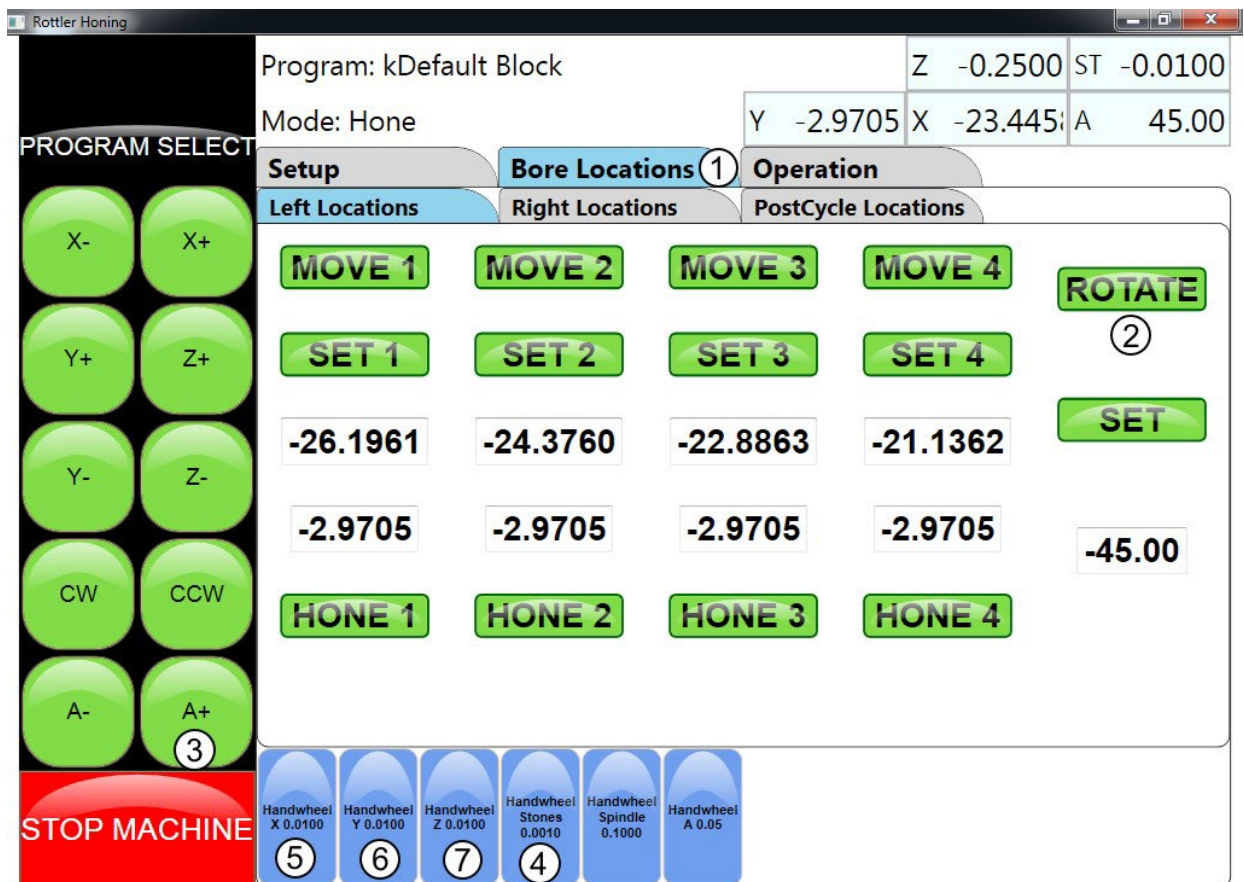 Rottler Honing
PROGRAM SELECT
X-
X+
Y+
Z+
Y-
Z-
CW
CCW
A-
A+
3
STOP MACHINE
Program: kDefault Block
Z -0.2500 ST -0.0100
Mode: Hone
Y -2.9705 X -23.445 A 45.00
Setup Bore Locations 1 Operation
Left Locations Right Locations PostCycle Locations
MOVE 1 MOVE 2 MOVE 3 MOVE 4
ROTATE
2
SET 1 SET 2 SET 3 SET 4
SET
-26.1961 -24.3760 -22.8863 -21.1362
-2.9705 -2.9705 -2.9705 -2.9705
-45.00
HONE 1 HONE 2 HONE 3 HONE 4
Handwheel
X 0.0100
5
Handwheel
Y 0.0100
6
Handwheel
Z 0.0100
7
Handwheel
Stones
0.0010
4
Handwheel
Spindle
0.1000
Handwheel
A 0.05